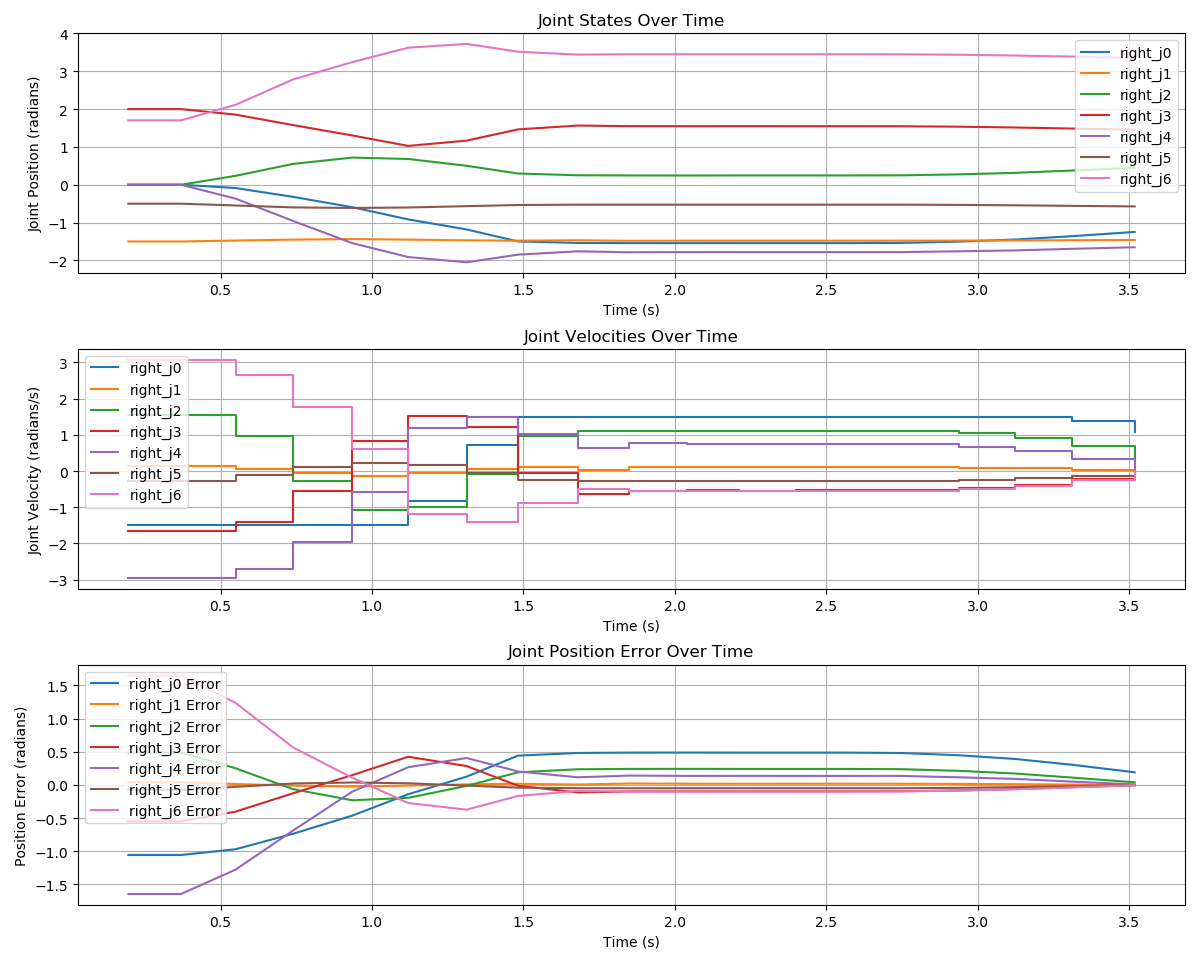 Joint States Over Time
Joint Position (radians)
4
3
2
1
0
−1
−2
0.5 1.0 1.5 2.0 2.5 3.0 3.5
Time (s)
right_j0
right_j1
right_j2
right_j3
right_j4
right_j5
right_j6
Joint Velocities Over Time
Joint Velocity (radians/s)
3
2
1
0
−1
−2
−3
0.5 1.0 1.5 2.0 2.5 3.0 3.5
Time (s)
right_j0
right_j1
right_j2
right_j3
right_j4
right_j5
right_j6
Joint Position Error Over Time
Position Error (radians)
1.5
1.0
0.5
0.0
−0.5
−1.0
−1.5
0.5 1.0 1.5 2.0 2.5 3.0 3.5
Time (s)
right_j0 Error
right_j1 Error
right_j2 Error
right_j3 Error
right_j4 Error
right_j5 Error
right_j6 Error